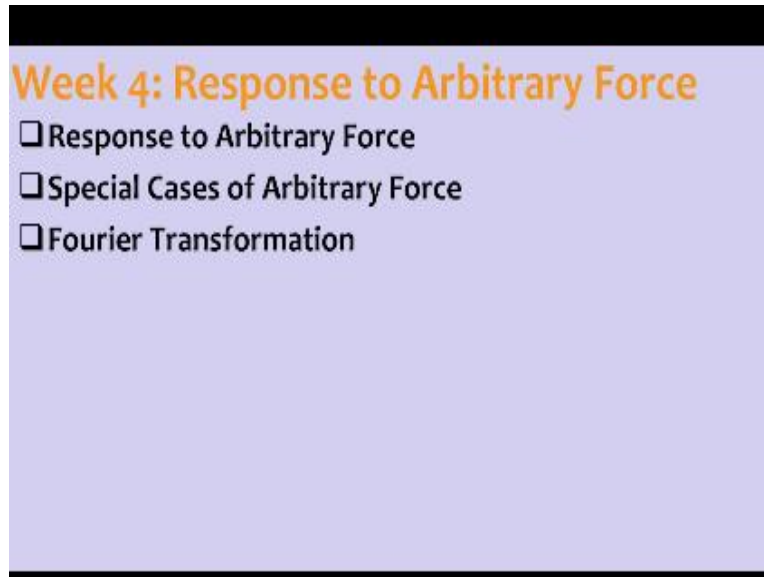 Week 4: Response to Arbitrary Force
❑Response to Arbitrary Force
❑Special Cases of Arbitrary Force
❑Fourier Transformation